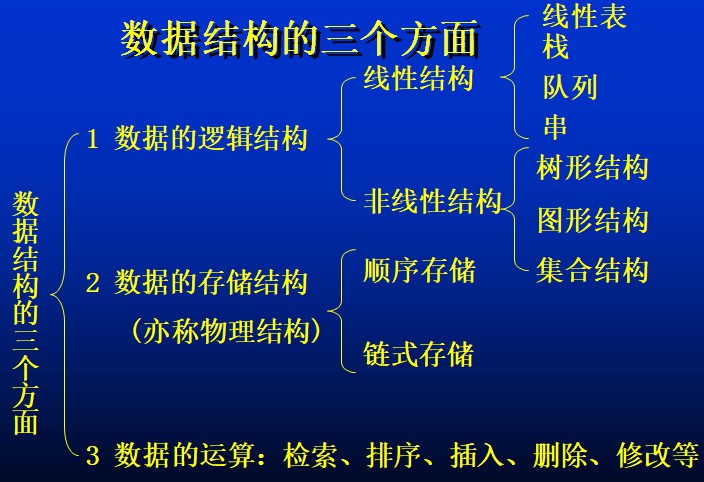 数据结构的三个方面
数据结构的三个方面
1 数据的逻辑结构
线性结构
线性表
栈
队列
串
非线性结构
树形结构
图形结构
集合结构
2 数据的存储结构
(亦称物理结构)
顺序存储
链式存储
3 数据的运算：检索、排序、插入、删除、修改等